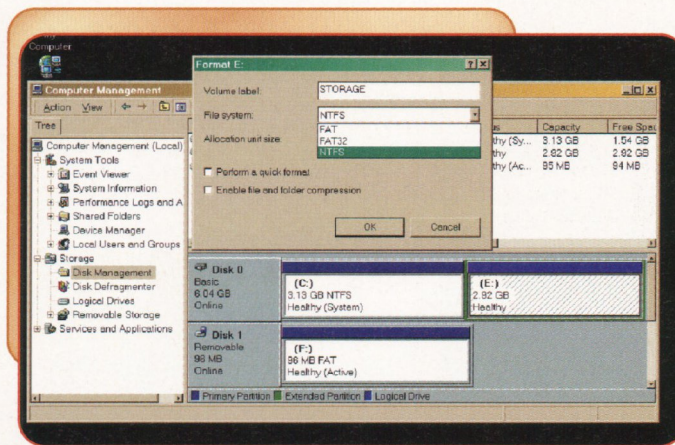 Computer
Format E:
Volume label:
STORAGE
File system:
NTFS
FAT
FAT32
NTFS
Allocation unit size
Perform a quick format
Enable file and folder compression
OK
Cancel
Computer Management
Action View
Tree
Computer Management (Local)
System Tools
Event Viewer
System Information
Performance Logs and A
Shared Folders
Device Manager
Local Users and Groups
Storage
Disk Management
Disk Defragmenter
Logical Drives
Removable Storage
Services and Applications
us Capacity Free Spac
thy (Sy... 3.13 GB 1.54 GB
thy 2.92 GB 2.92 GB
thy (Ac... 95 MB 94 MB
Disk 0
Basic
6.04 GB
Online
(C:)
3.13 GB NTFS
Healthy (System)
(E:)
2.92 GB
Healthy
Disk 1
Removable
96 MB
Online
(F:)
96 MB FAT
Healthy (Active)
Primary Partition Extended Partition Logical Drive